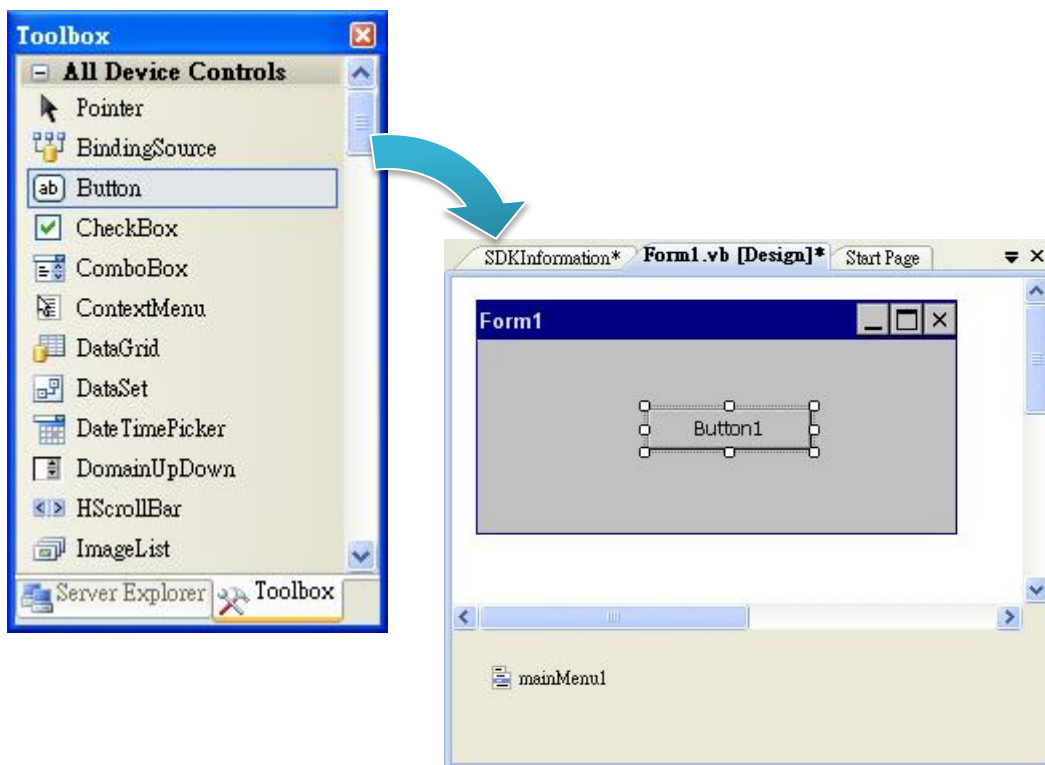 Toolbox
All Device Controls
Pointer
BindingSource
ab Button
CheckBox
ComboBox
ContextMenu
DataGrid
DataSet
DateTimePicker
DomainUpDown
HScrollBar
ImageList
Server Explorer Toolbox
SDKInformation* Form1.vb [Design]* Start Page
Form1
Button1
mainMenu1